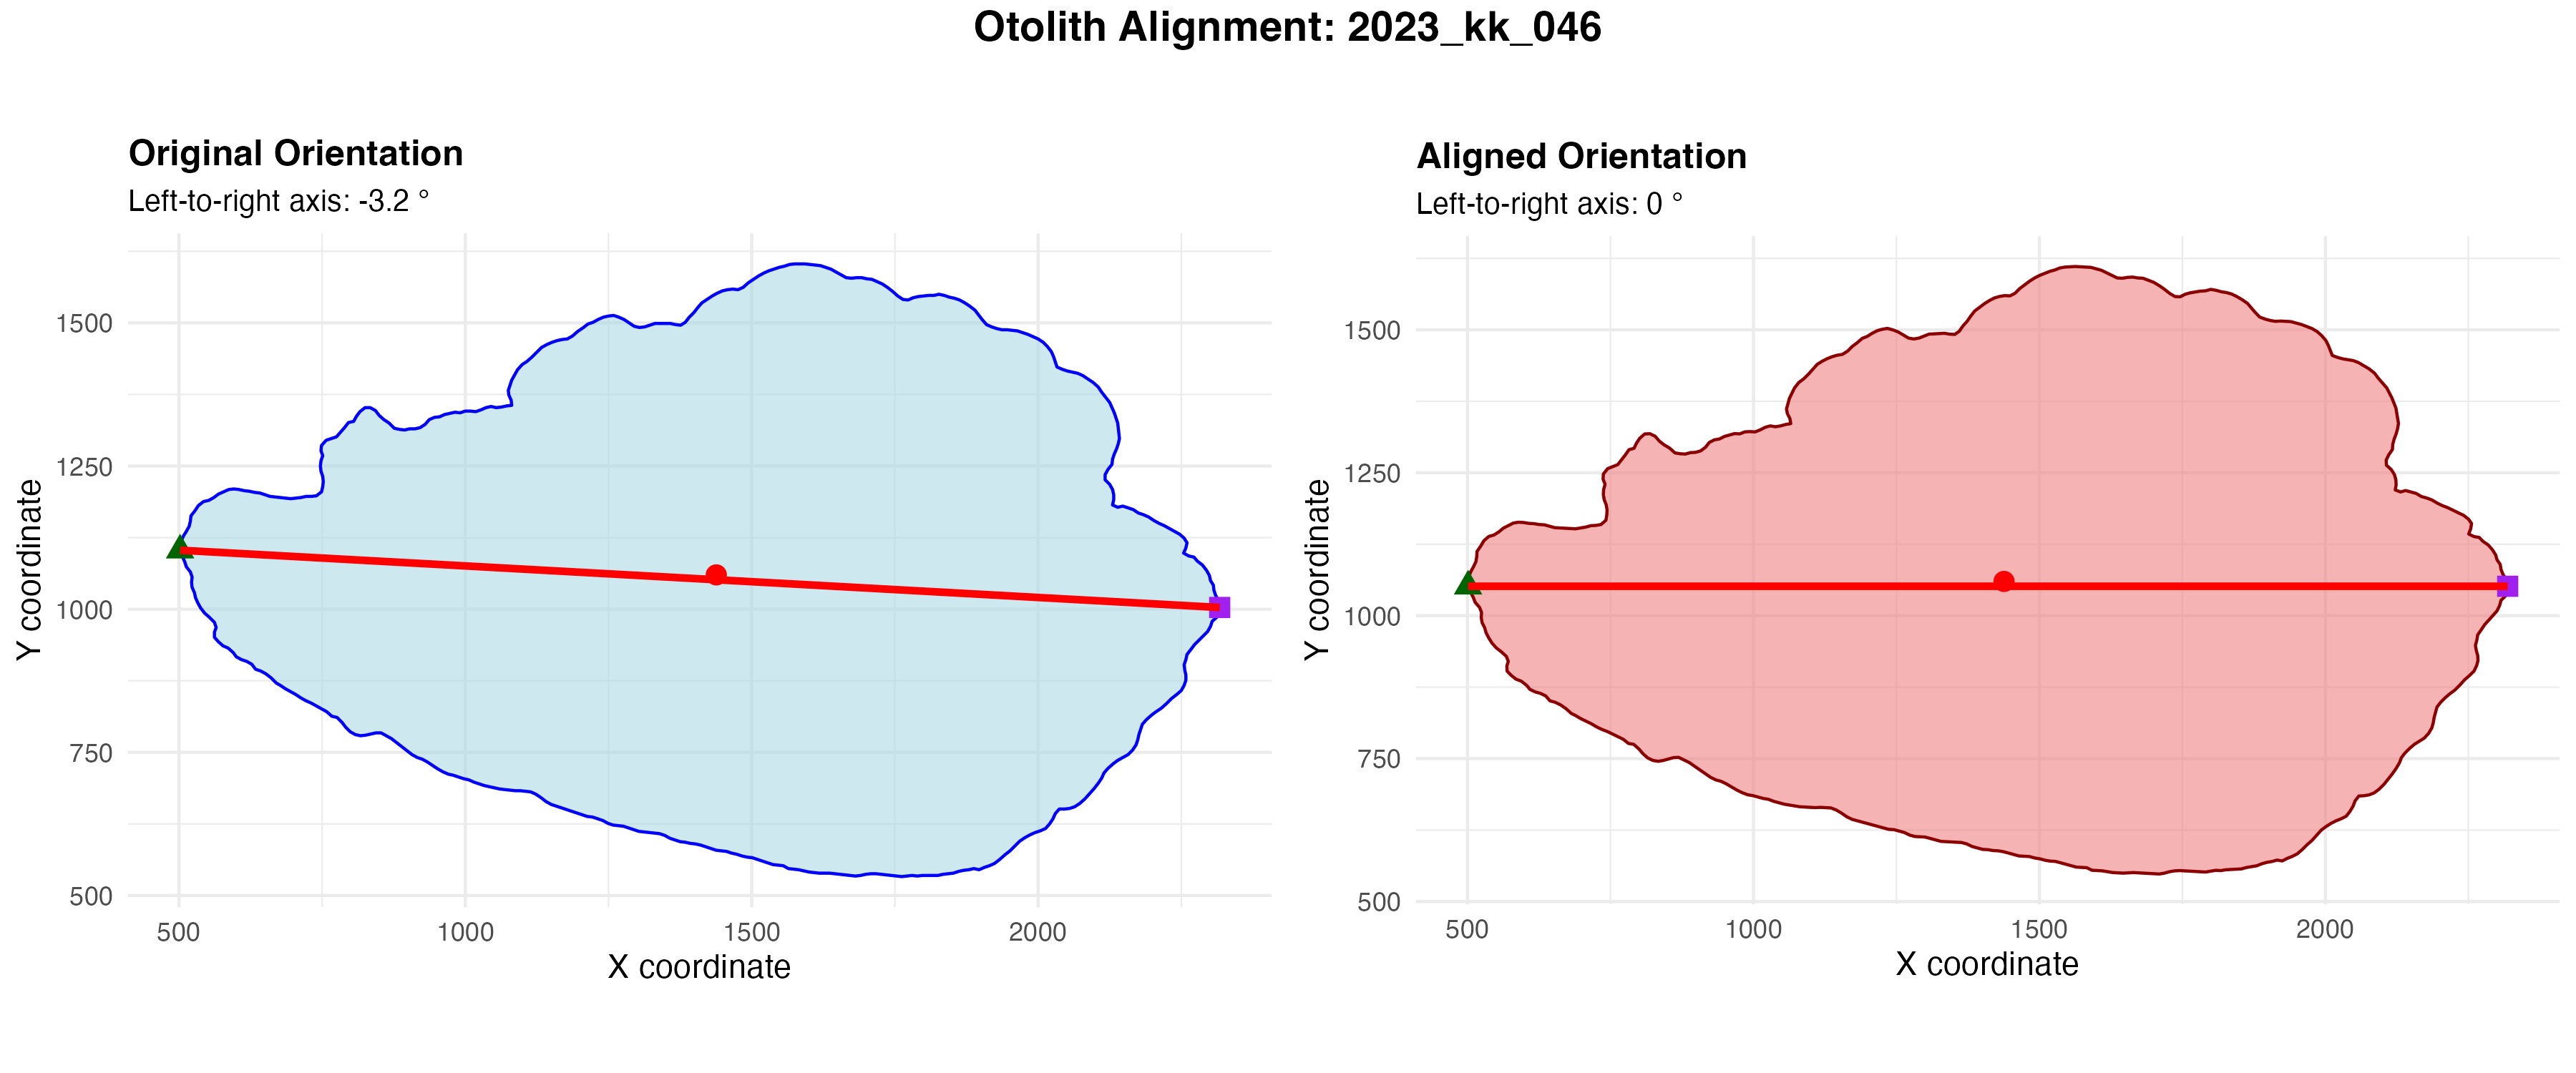 Otolith Alignment: 2023_kk_046
Original Orientation
Left-to-right axis: -3.2 °
Y coordinate
1500
1250
1000
750
500
500 1000 1500 2000
X coordinate
Aligned Orientation
Left-to-right axis: 0 °
Y coordinate
1500
1250
1000
750
500
500 1000 1500 2000
X coordinate